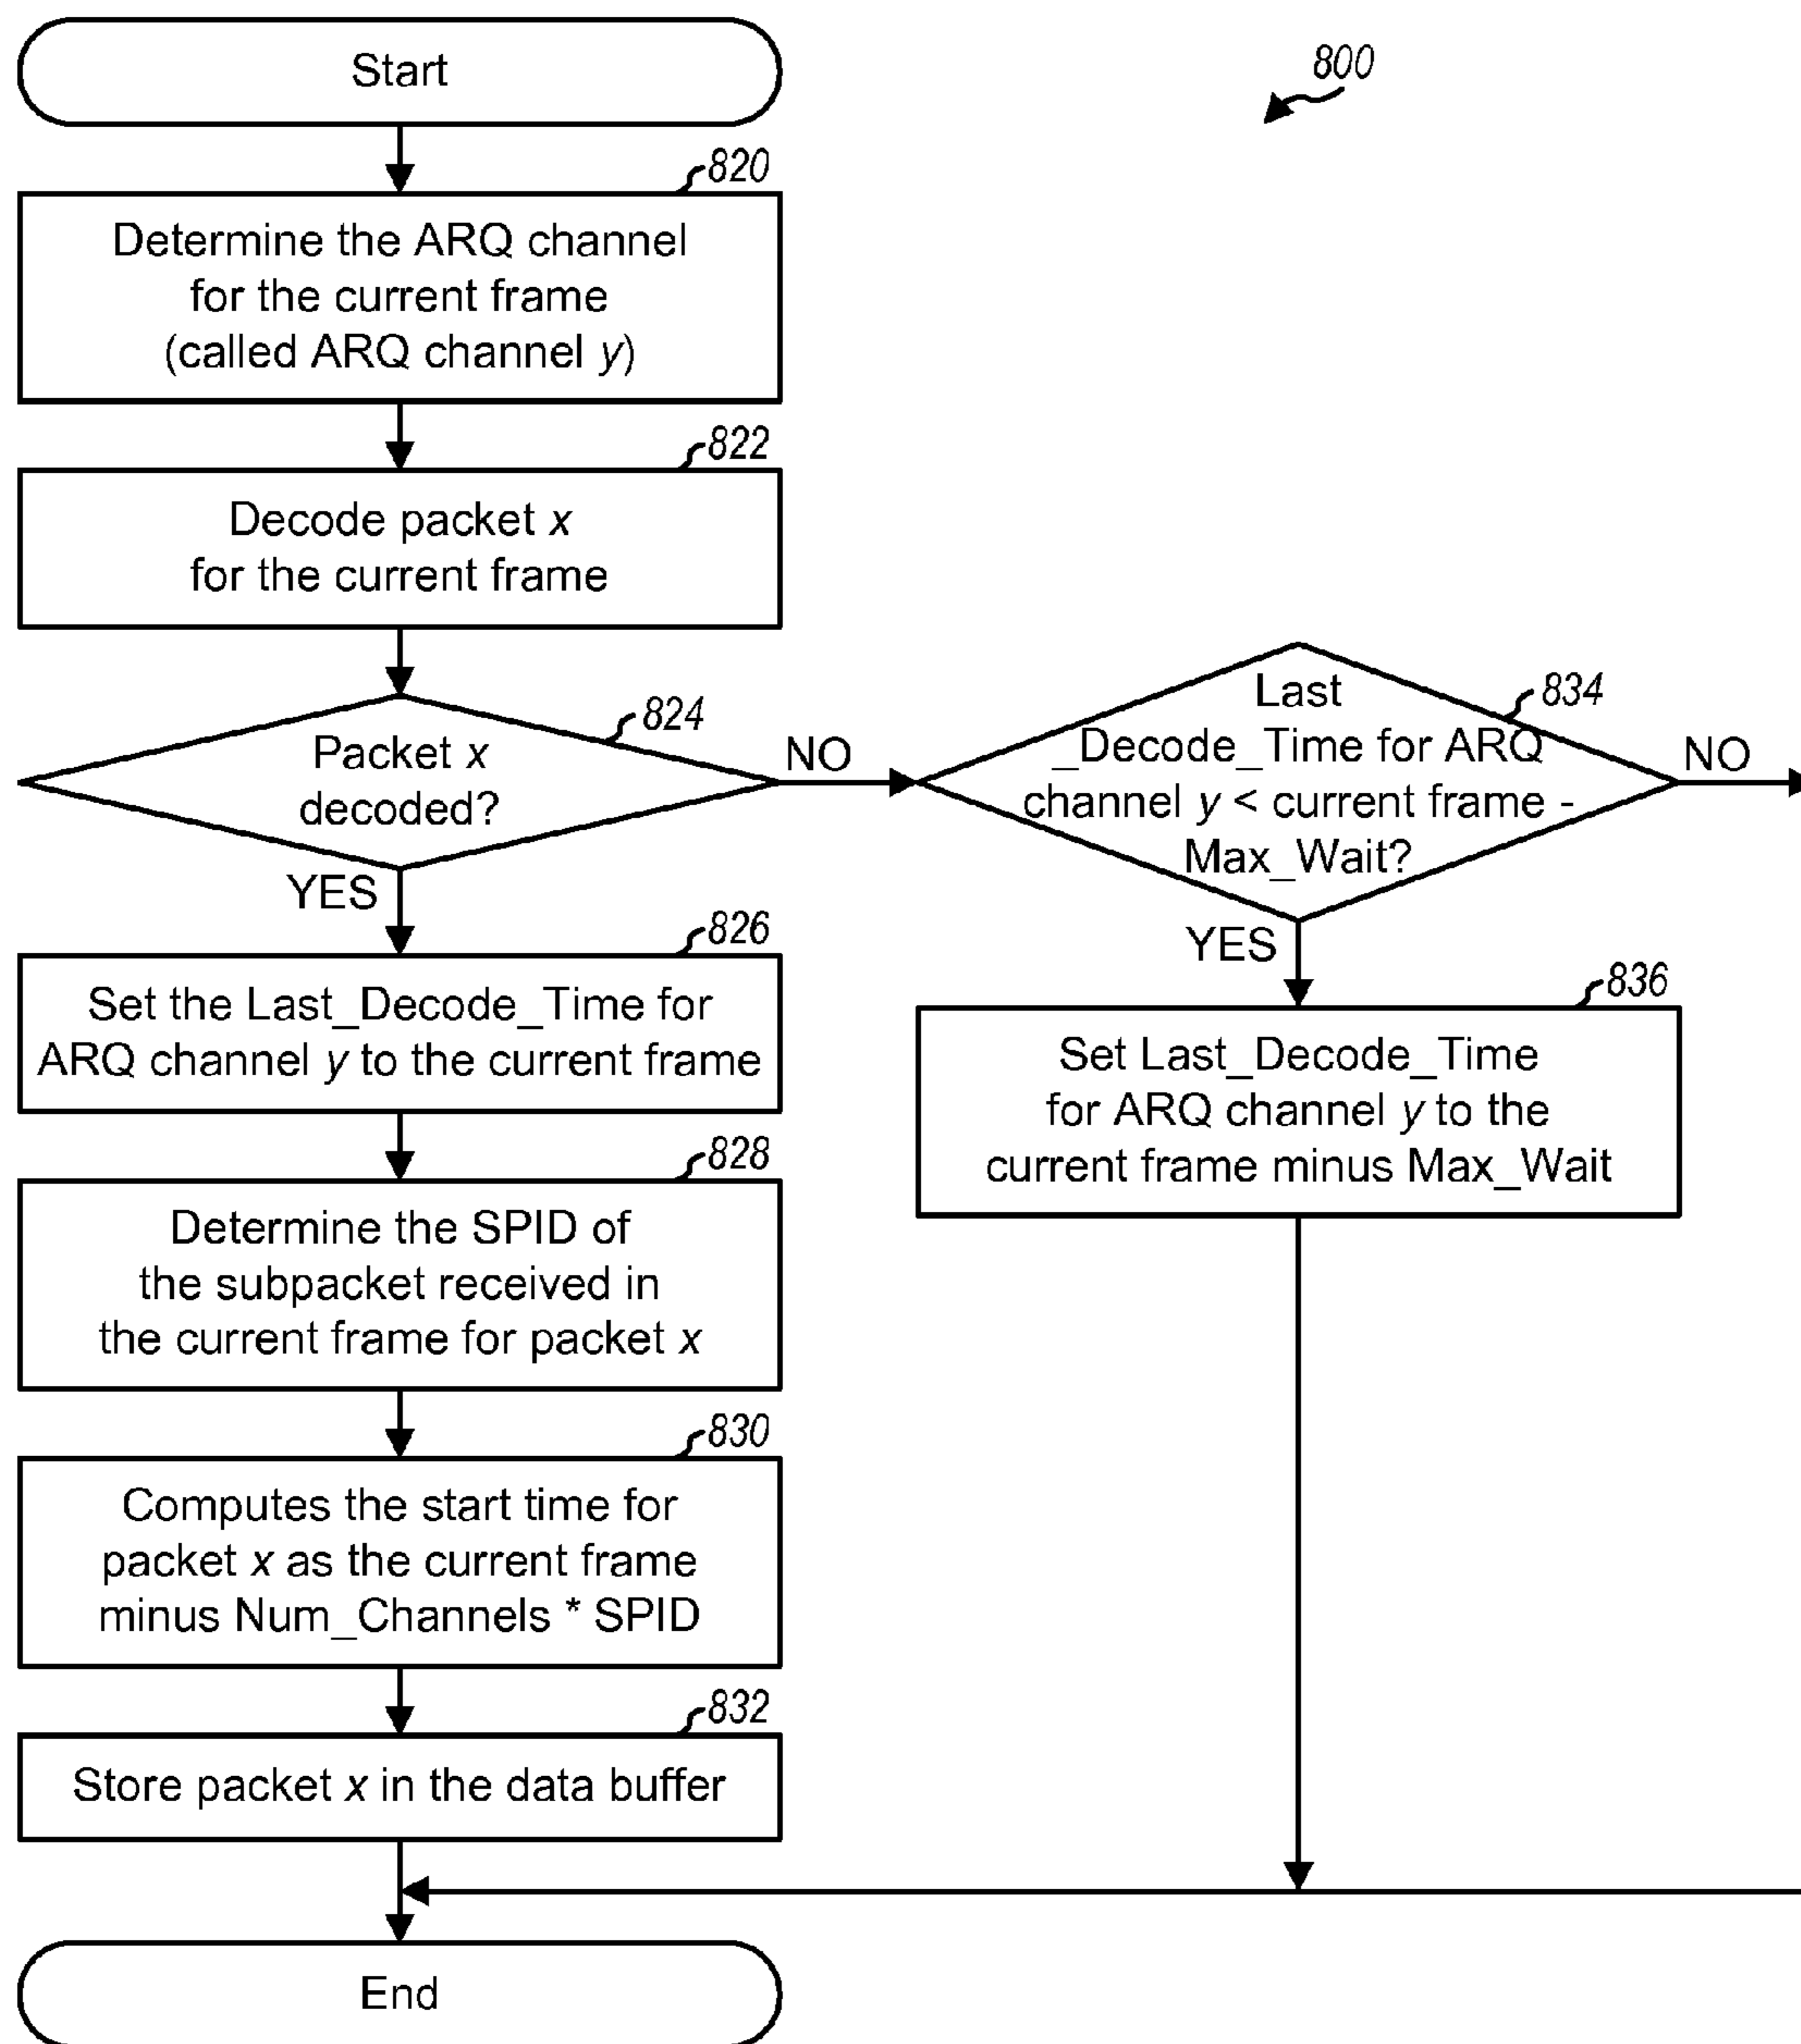 Start
800
820
Determine the ARQ channel
for the current frame
(called ARQ channel y)
822
Decode packet x
for the current frame
824
Packet x
decoded?
NO
YES
834
Last
_Decode_Time for ARQ
channel y < current frame -
Max_Wait?
NO
YES
826
Set the Last_Decode_Time for
ARQ channel y to the current frame
836
Set Last_Decode_Time
for ARQ channel y to the
current frame minus Max_Wait
828
Determine the SPID of
the subpacket received in
the current frame for packet x
830
Computes the start time for
packet x as the current frame
minus Num_Channels * SPID
832
Store packet x in the data buffer
End